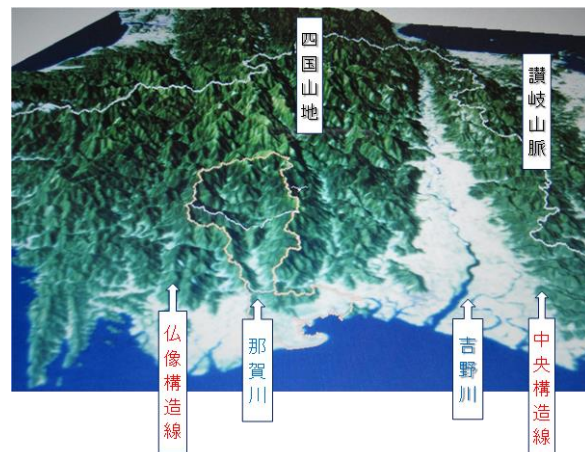 四国山地
讃岐山脈
仏像構造線
那賀川
吉野川
中央構造線